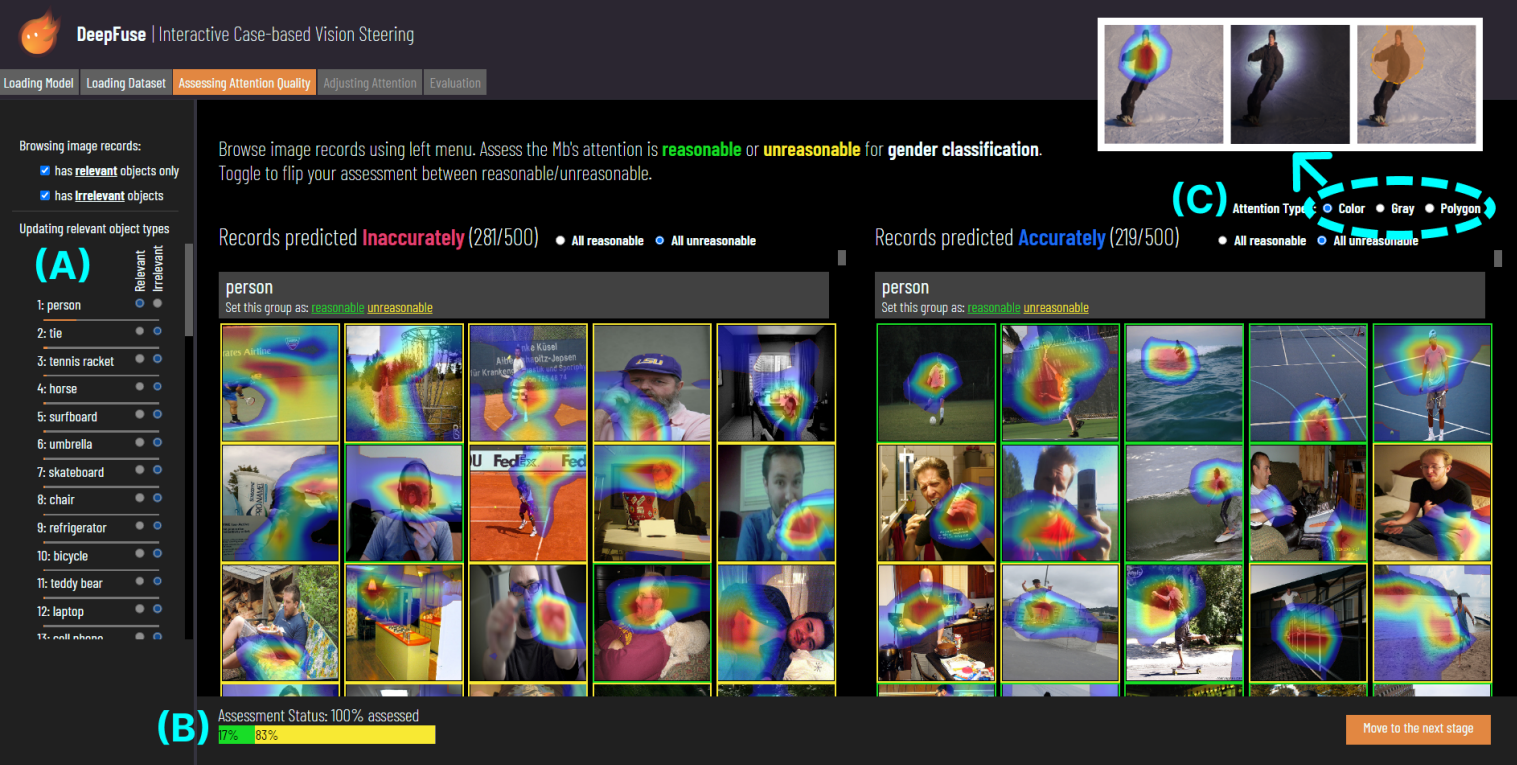 DeepFuse | Interactive Case-based Vision Steering
Loading Model
Loading Dataset
Assessing Attention Quality
Adjusting Attention
Evaluation
Browsing image records:
has relevant objects only
has Irrelevant objects
Updating relevant object types
(A)
Relevant
Irrelevant
1: person
2: tie
3: tennis racket
4: horse
5: surfboard
6: umbrella
7: skateboard
8: chair
9: refrigerator
10: bicycle
11: teddy bear
12: laptop
13: cell phone
Browse image records using left menu. Assess the Mb's attention is reasonable or unreasonable for gender classification.
Toggle to flip your assessment between reasonable/unreasonable.
(C)
Attention Type:
Color
Gray
Polygon
Records predicted Inaccurately (281/500)
All reasonable
All unreasonable
person
Set this group as: reasonable unreasonable
Records predicted Accurately (219/500)
All reasonable
All unreasonable
person
Set this group as: reasonable unreasonable
Airline
Küsel
LSU
FedEx
Fed
(B)
Assessment Status: 100% assessed
17%
83%
Move to the next stage